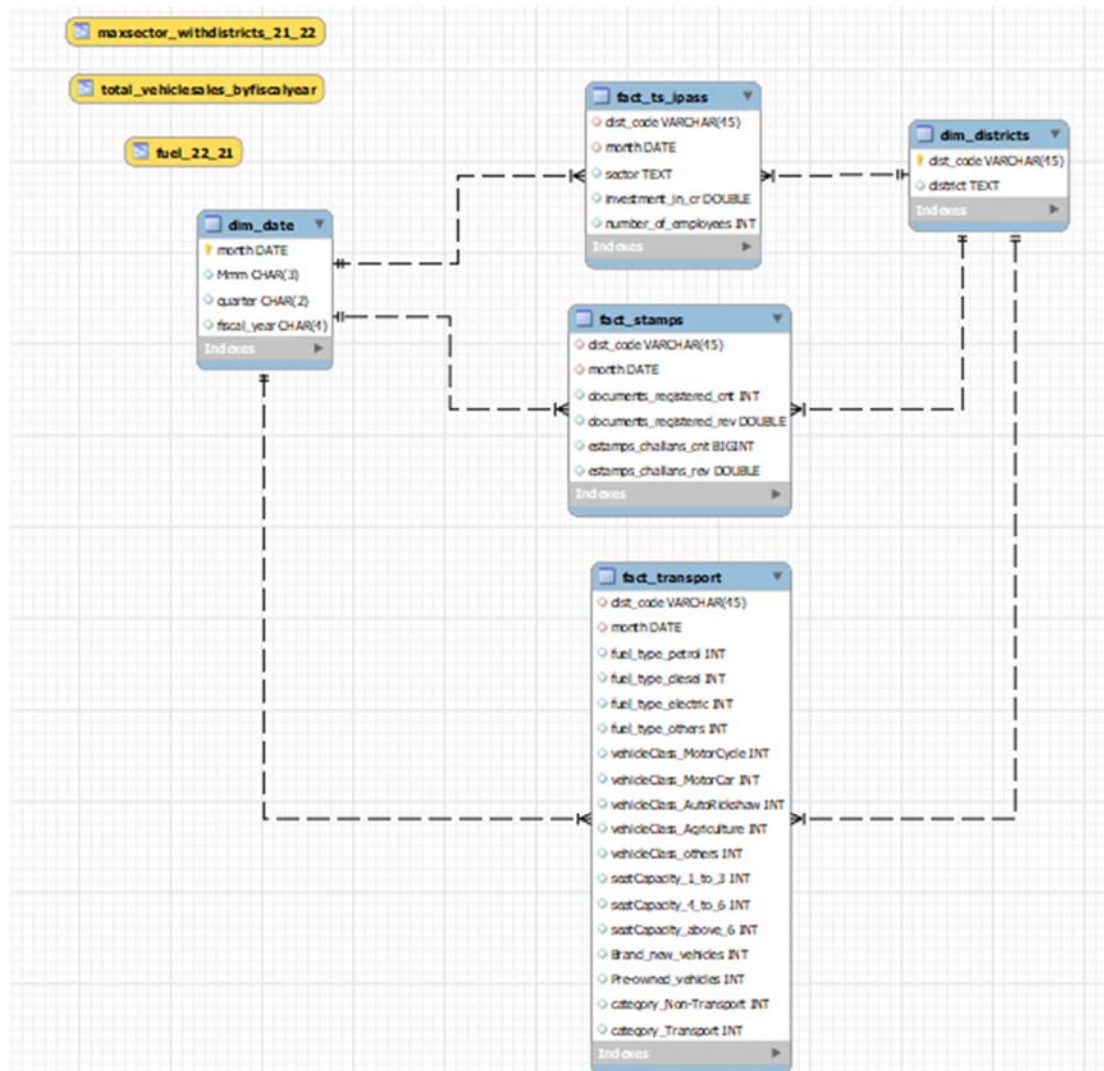 maxsector_withdistricts_21_22
total_vehiclesales_byfiscalyear
fuel_22_21
dim_date
month DATE
Mmm CHAR(3)
quarter CHAR(2)
fiscal_year CHAR(4)
Indexes
fact_ts_ipass
dist_code VARCHAR(45)
month DATE
sector TEXT
investment_in_cr DOUBLE
number_of_employees INT
Indexes
dim_districts
dist_code VARCHAR(45)
district TEXT
Indexes
fact_stamps
dist_code VARCHAR(45)
month DATE
documents_registered_cnt INT
documents_registered_rev DOUBLE
estamps_challans_cnt BIGINT
estamps_challans_rev DOUBLE
Indexes
fact_transport
dist_code VARCHAR(45)
month DATE
fuel_type_petrol INT
fuel_type_diesel INT
fuel_type_electric INT
fuel_type_others INT
vehicleClass_MotorCycle INT
vehicleClass_MotorCar INT
vehicleClass_AutoRickshaw INT
vehicleClass_Agriculture INT
vehicleClass_others INT
seatCapacity_1_to_3 INT
seatCapacity_4_to_6 INT
seatCapacity_above_6 INT
Brand_new_vehicles INT
Pre-owned_vehicles INT
category_Non-Transport INT
category_Transport INT
Indexes